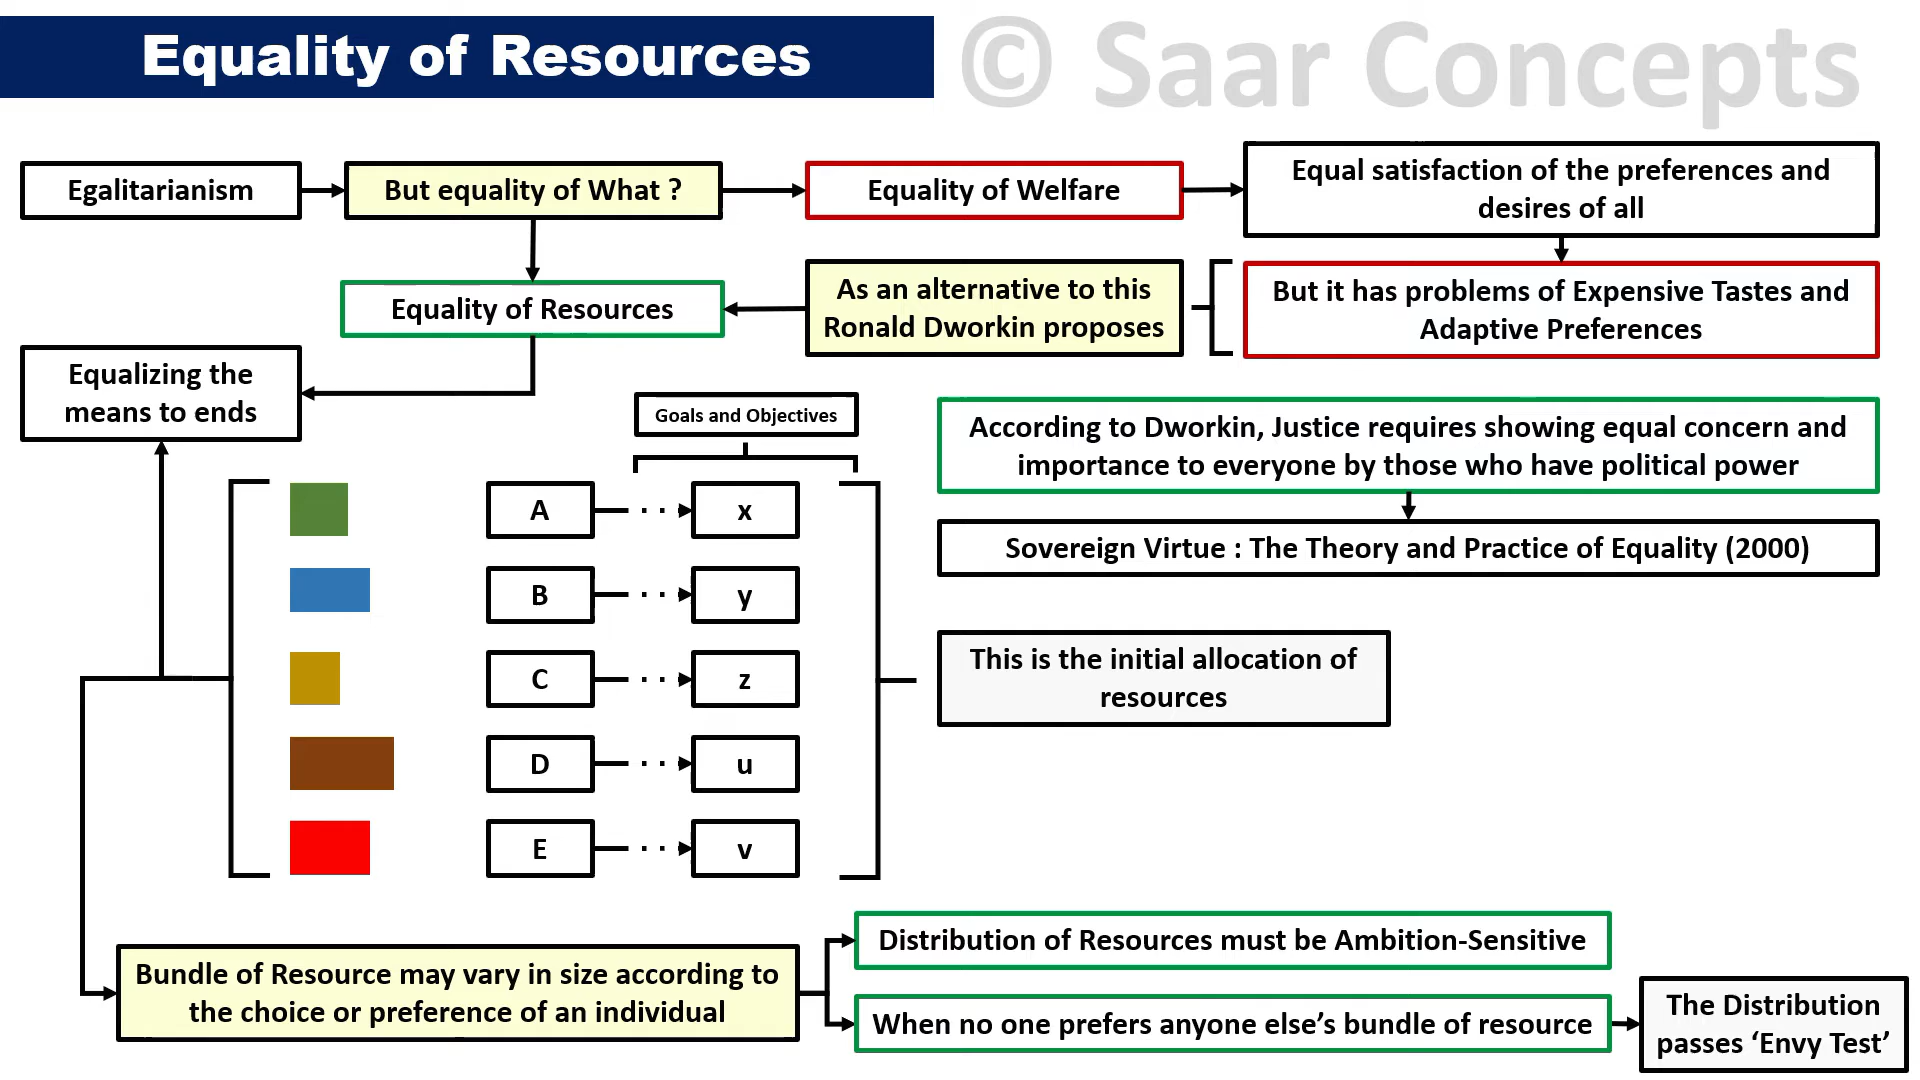 Equality of Resources
© Saar Concepts
Egalitarianism
But equality of What ?
Equality of Welfare
Equal satisfaction of the preferences and
desires of all
Equality of Resources
As an alternative to this
Ronald Dworkin proposes
But it has problems of Expensive Tastes and
Adaptive Preferences
Equalizing the
means to ends
Goals and Objectives
According to Dworkin, Justice requires showing equal concern and
importance to everyone by those who have political power
Sovereign Virtue : The Theory and Practice of Equality (2000)
A
x
B
y
C
z
D
u
E
v
This is the initial allocation of
resources
Bundle of Resource may vary in size according to
the choice or preference of an individual
Distribution of Resources must be Ambition-Sensitive
When no one prefers anyone else’s bundle of resource
The Distribution
passes ‘Envy Test’